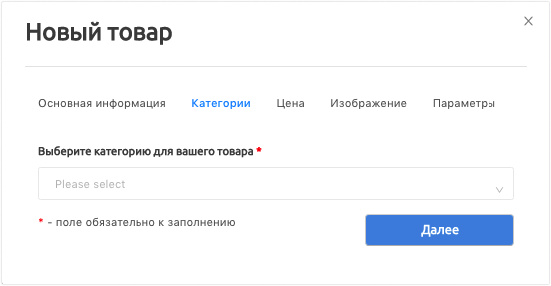 Новый товар
Основная информация Категории Цена Изображение Параметры
Выберите категорию для вашего товара *
Please select
* - поле обязательно к заполнению
Далее